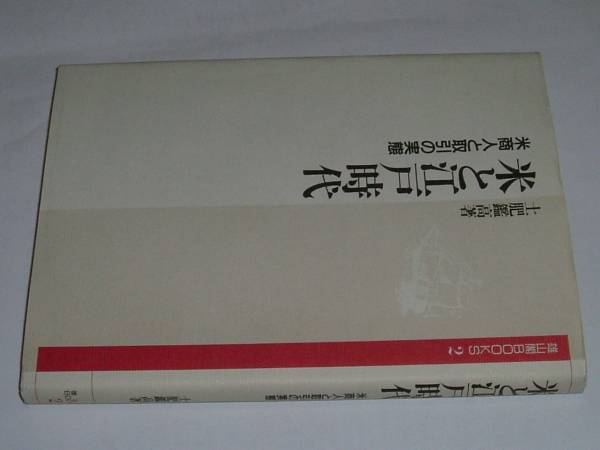 米と江戸時代
米商人と取引の実態
土肥鑑高著
雄山閣BOOKS 2
米と江戸時代
米商人と取引の実態
土肥鑑高著